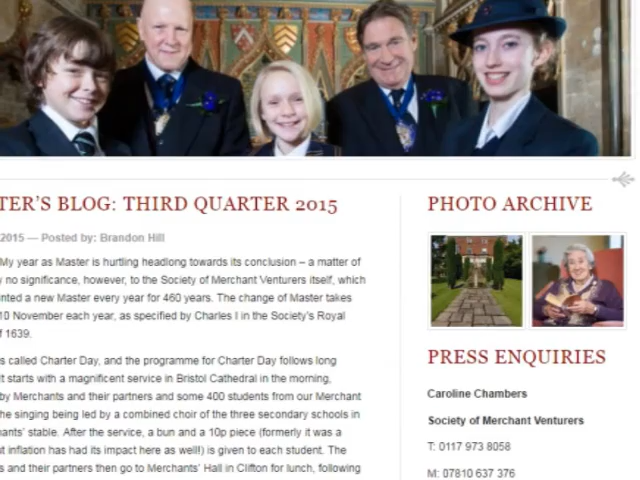 TER'S BLOG: THIRD QUARTER 2015
2015 — Posted by: Brandon Hill
My year as Master is hurtling headlong towards its conclusion – a matter of
no significance, however, to the Society of Merchant Venturers itself, which
nted a new Master every year for 460 years. The change of Master takes
10 November each year, as specified by Charles I in the Society's Royal
f 1639.
s called Charter Day, and the programme for Charter Day follows long
t starts with a magnificent service in Bristol Cathedral in the morning,
by Merchants and their partners and some 400 students from our Merchant
he singing being led by a combined choir of the three secondary schools in
ants' stable. After the service, a bun and a 10p piece (formerly it was a
t inflation has had its impact here as well!) is given to each student. The
s and their partners then go to Merchants' Hall in Clifton for lunch, following
PHOTO ARCHIVE
PRESS ENQUIRIES
Caroline Chambers
Society of Merchant Venturers
T: 0117 973 8058
M: 07810 637 376